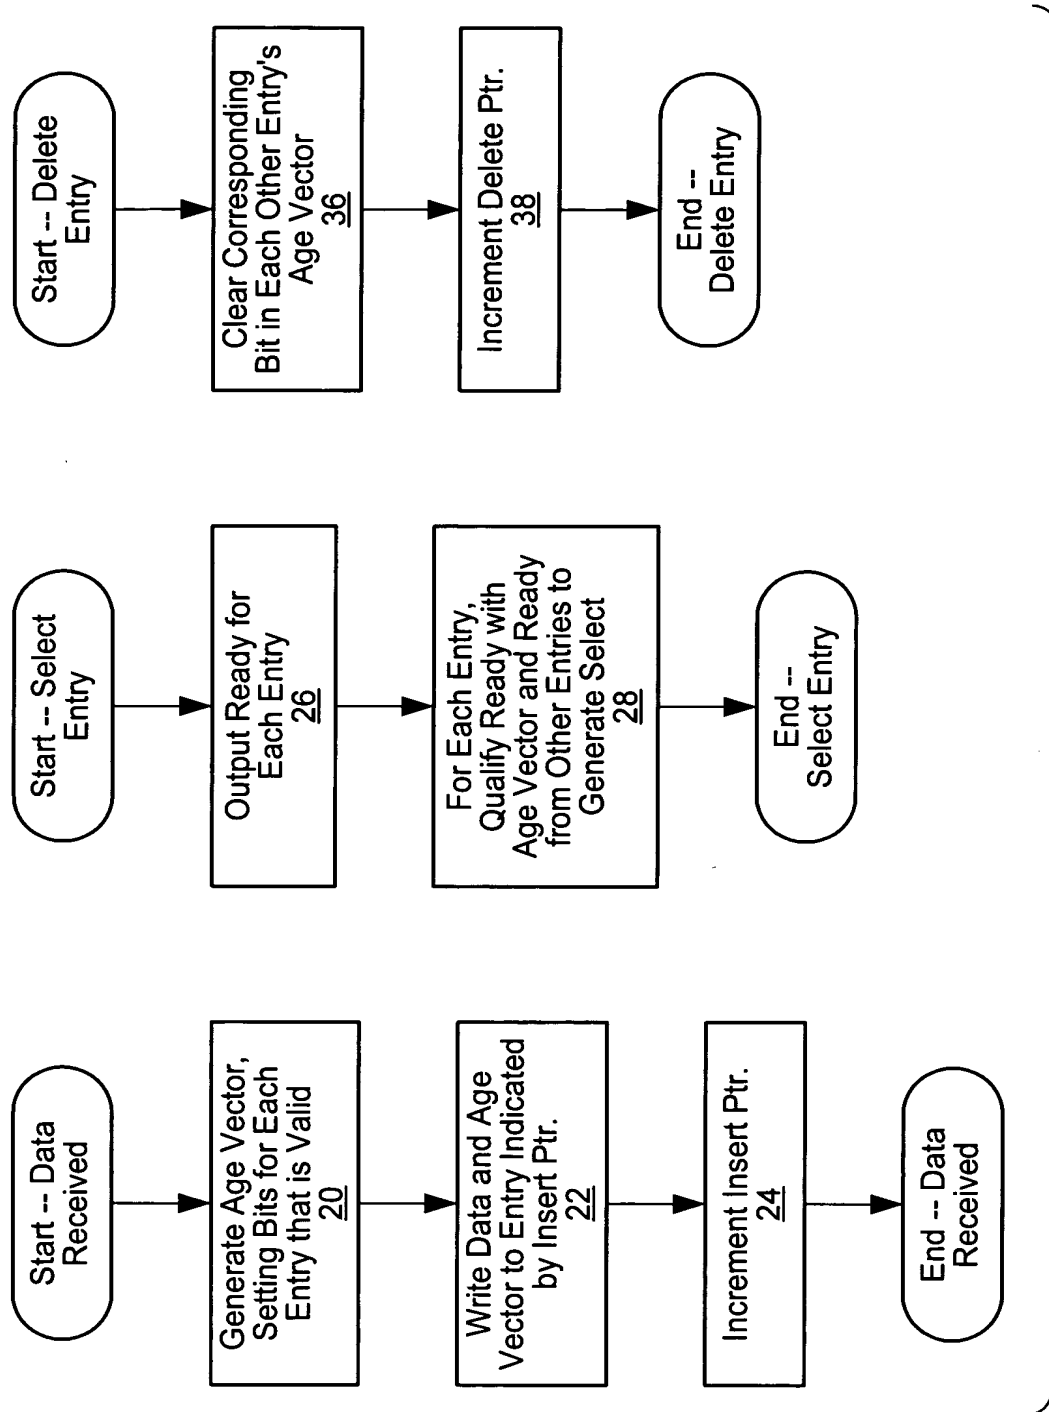 Start -- Data
Received
Generate Age Vector,
Setting Bits for Each
Entry that is Valid
20
Write Data and Age
Vector to Entry Indicated
by Insert Ptr.
22
Increment Insert Ptr.
24
End -- Data
Received
Start -- Select
Entry
Output Ready for
Each Entry
26
For Each Entry,
Qualify Ready with
Age Vector and Ready
from Other Entries to
Generate Select
28
End --
Select Entry
Start -- Delete
Entry
Clear Corresponding
Bit in Each Other Entry's
Age Vector
36
Increment Delete Ptr.
38
End --
Delete Entry